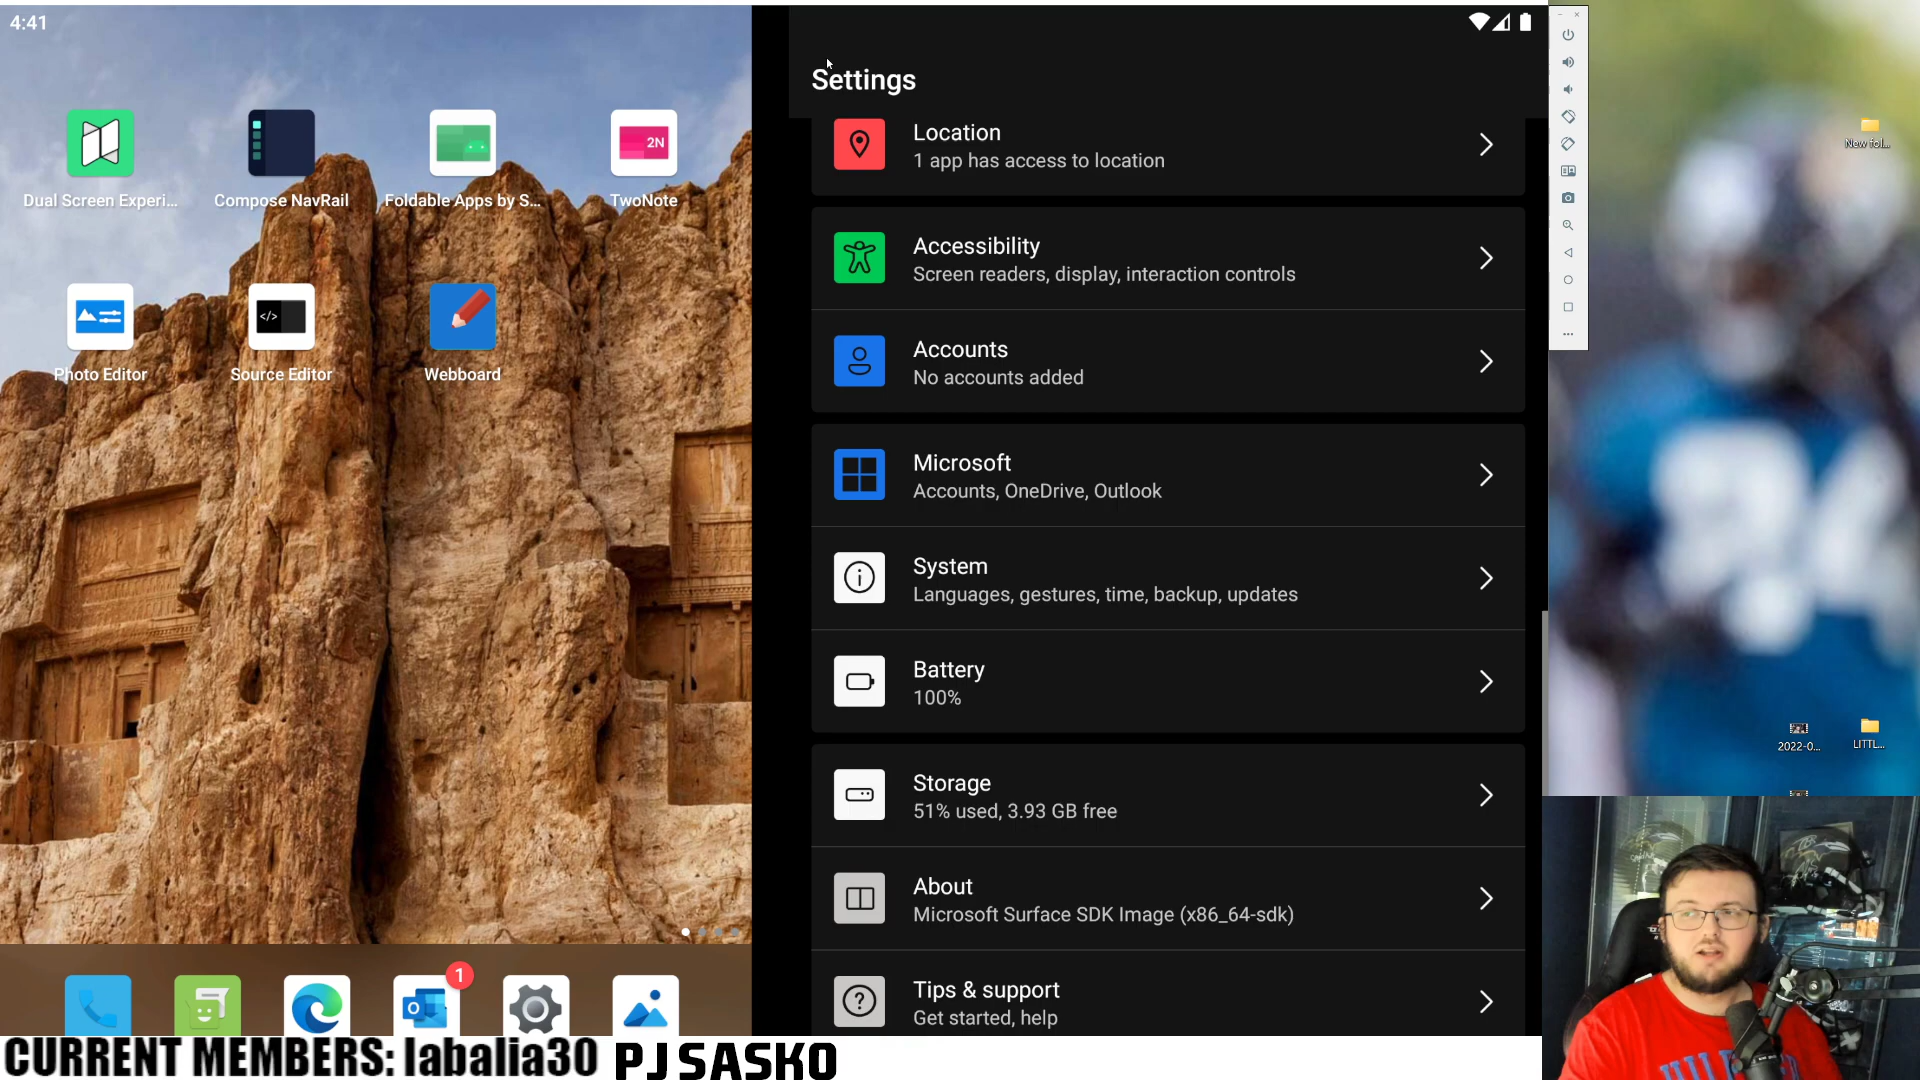 4:41
Dual Screen Experi...
Compose NavRail
Foldable Apps by S...
2N
TwoNote
</>
Photo Editor
Source Editor
Webboard
1
Settings
Location
1 app has access to location
Accessibility
Screen readers, display, interaction controls
Accounts
No accounts added
Microsoft
Accounts, OneDrive, Outlook
System
Languages, gestures, time, backup, updates
Battery
100%
Storage
51% used, 3.93 GB free
About
Microsoft Surface SDK Image (x86_64-sdk)
Tips & support
Get started, help
New fol...
2022-0...
LITTL...
CURRENT MEMBERS: labalia30 PJ SASKO